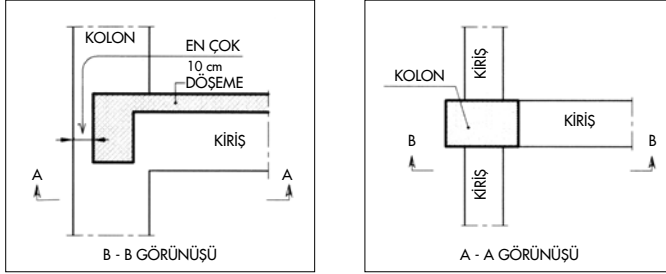 KOLON
EN ÇOK
10 cm
DÖŞEME
KİRİŞ
A
A
B - B GÖRÜNÜŞÜ
KİRİŞ
KOLON
KİRİŞ
B
B
KİRİŞ
A - A GÖRÜNÜŞÜ